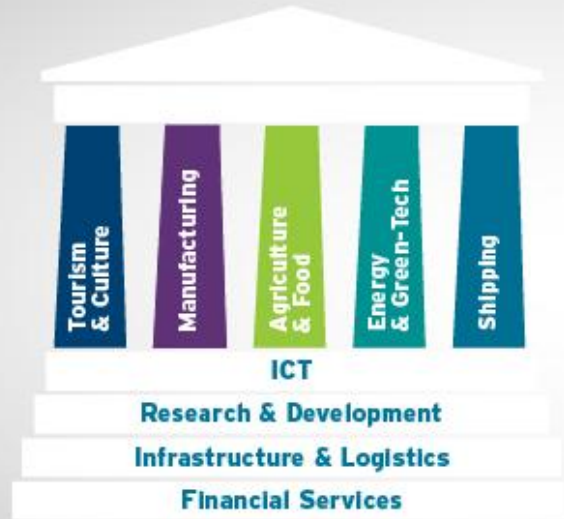 Tourism
& Culture
Manufacturing
Agriculture
& Food
Energy
& Green-Tech
Shipping
ICT
Research & Development
Infrastructure & Logistics
Financial Services